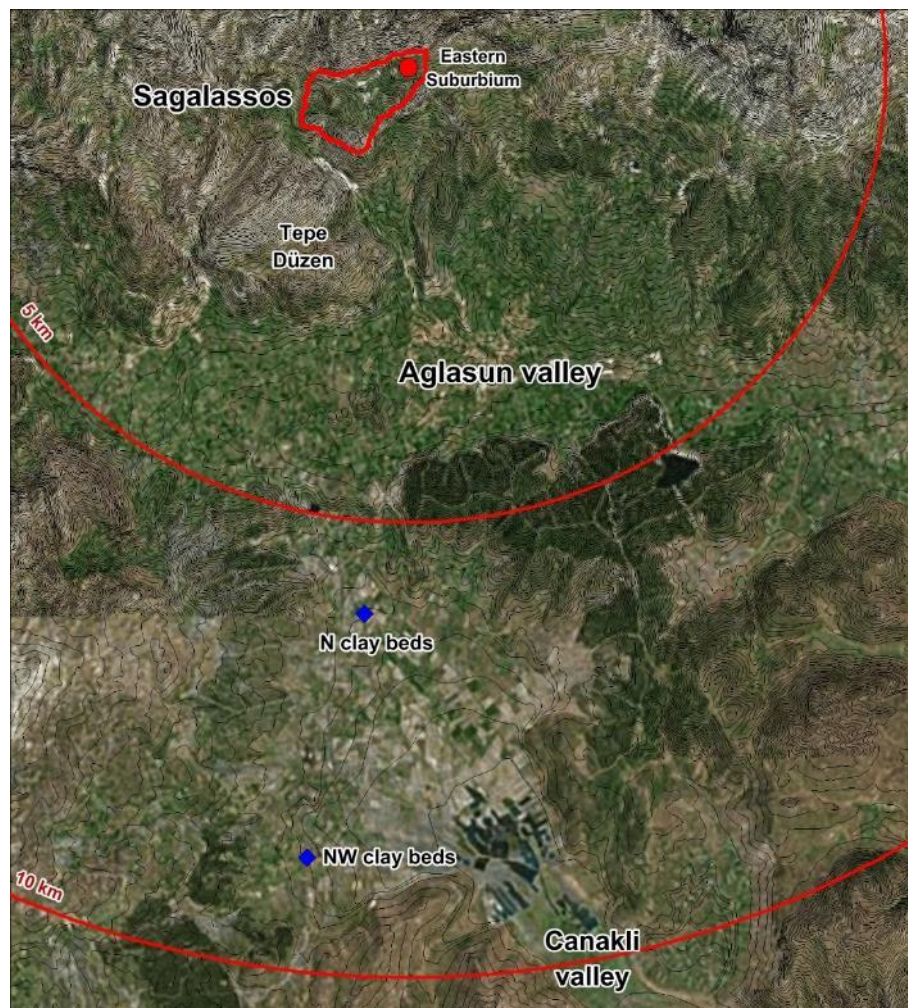 Eastern
Suburbium
Sagalassos
Tepe
Düzen
5 km
Aglasun valley
N clay beds
NW clay beds
10 km
Canakli
valley